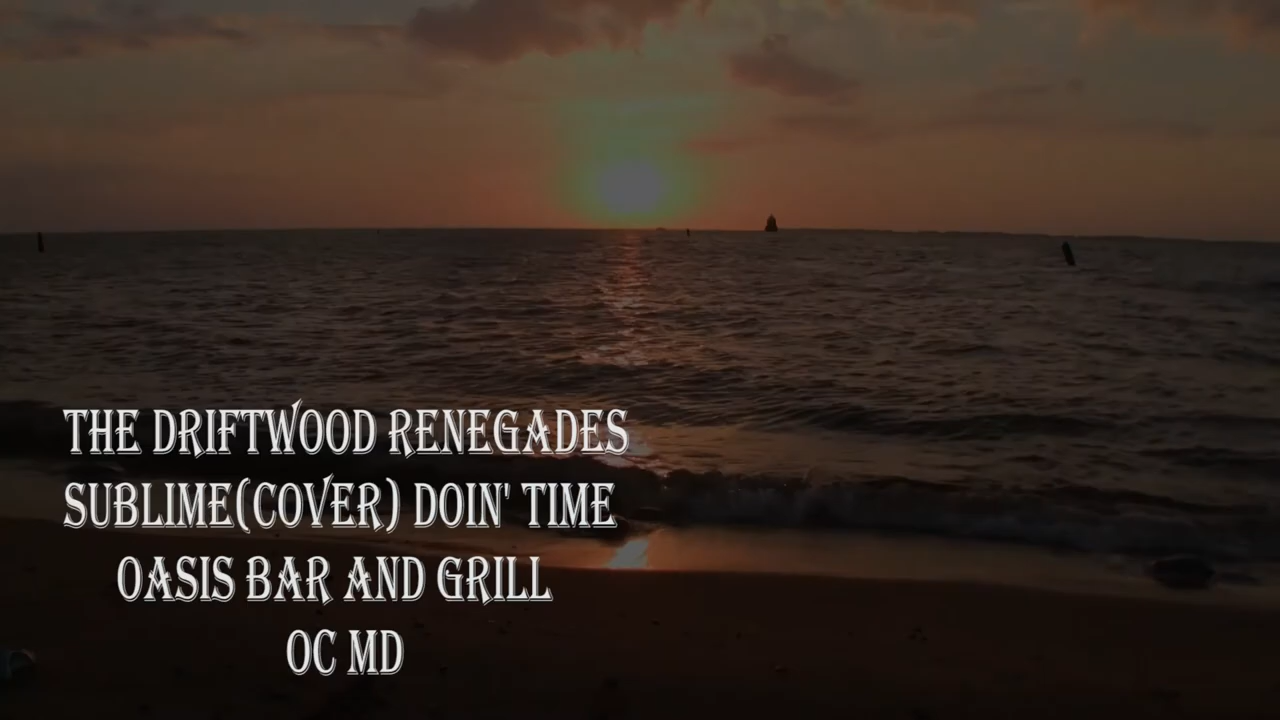 THE DRIFTWOOD RENEGADES
SUBLIME(COVER) DOIN' TIME
OASIS BAR AND GRILL
OC MD